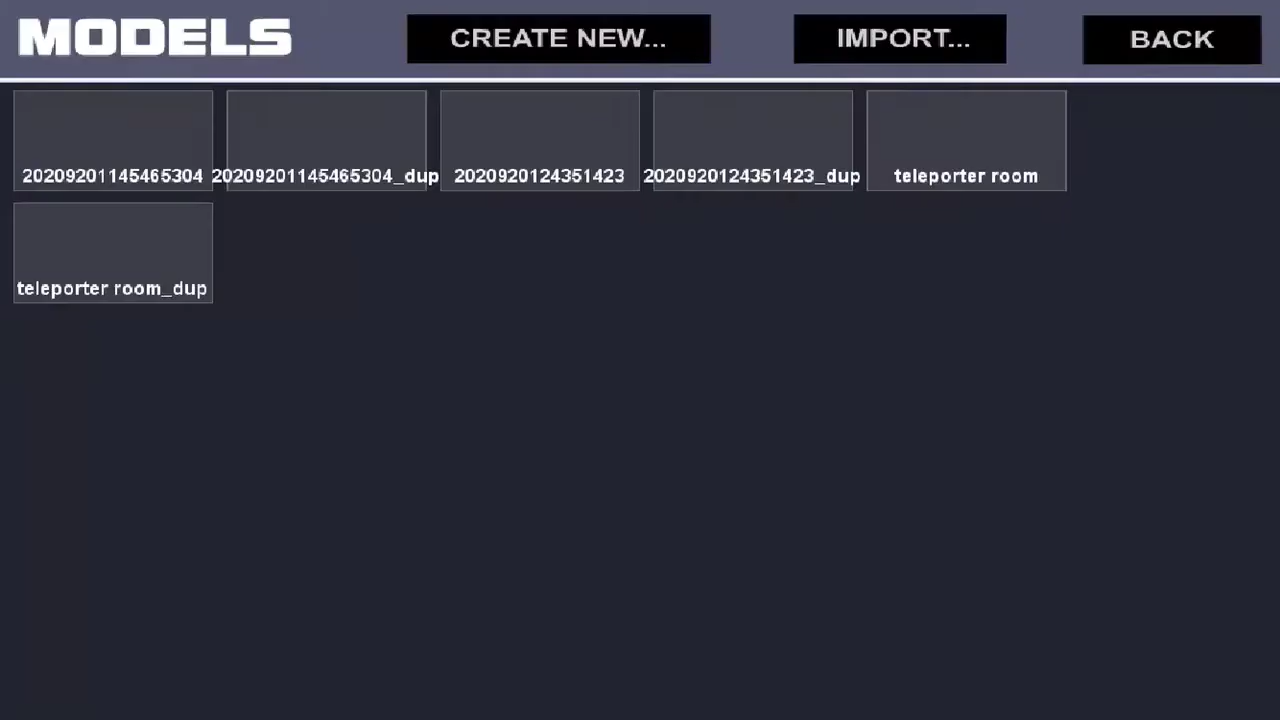 MODELS
CREATE NEW...
IMPORT...
BACK
20209201145465304
20209201145465304_dup
2020920124351423
2020920124351423_dup
teleporter room
teleporter room_dup